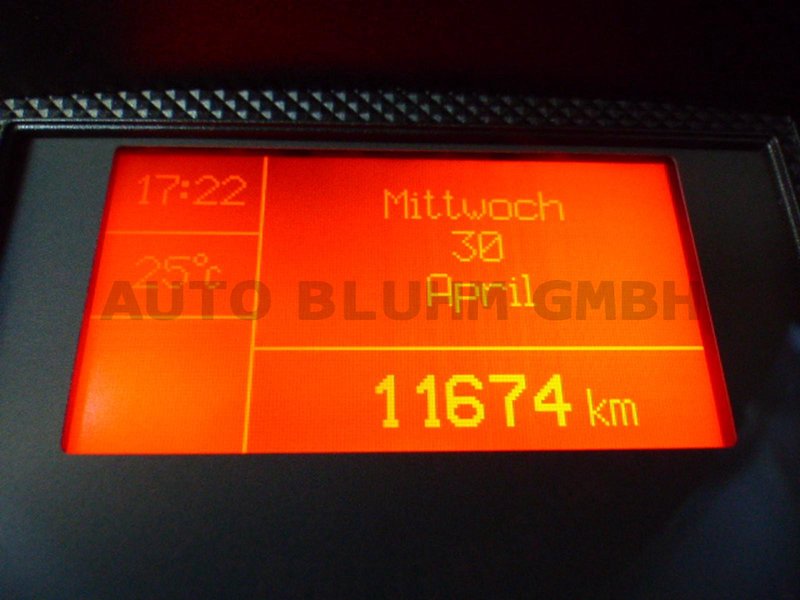 17:22
25°c
Mittwoch
30
April
11674 km
AUTO BLUHM GMBH